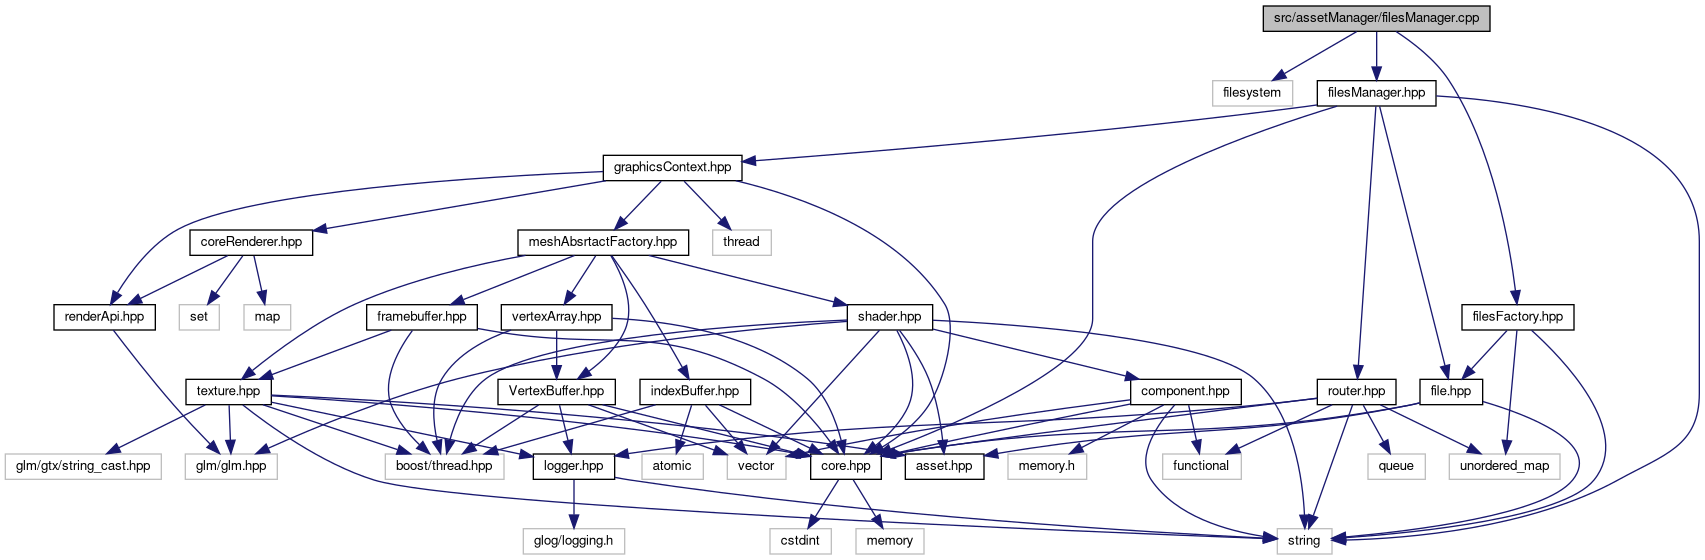 src/assetManager/filesManager.cpp
filesystem
filesManager.hpp
graphicsContext.hpp
coreRenderer.hpp
meshAbsrtactFactory.hpp
thread
renderApi.hpp
set
map
framebuffer.hpp
vertexArray.hpp
shader.hpp
filesFactory.hpp
texture.hpp
VertexBuffer.hpp
indexBuffer.hpp
component.hpp
router.hpp
file.hpp
glm/gtx/string_cast.hpp
glm/glm.hpp
boost/thread.hpp
logger.hpp
atomic
vector
core.hpp
asset.hpp
memory.h
functional
queue
unordered_map
glog/logging.h
cstdint
memory
string